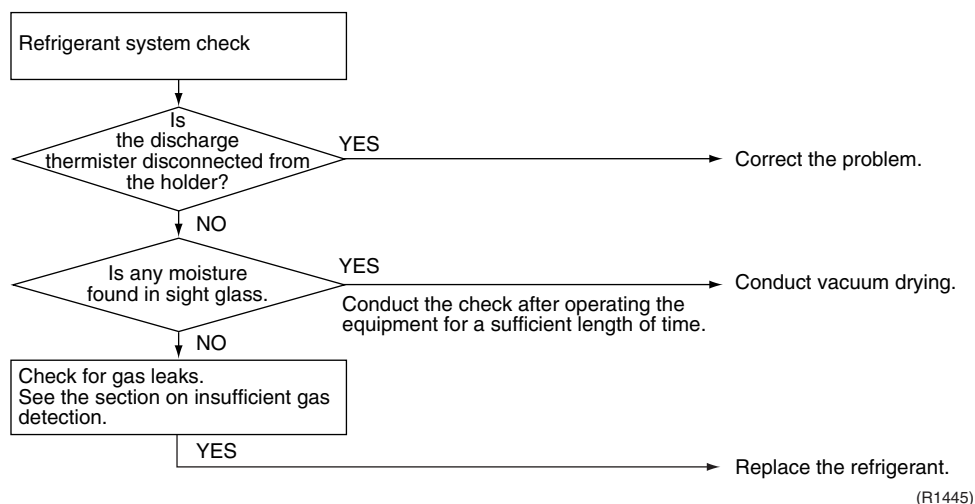 Refrigerant system check
Is
the discharge
thermister disconnected from
the holder?
YES
Correct the problem.
NO
Is any moisture
found in sight glass.
YES
Conduct the check after operating the
equipment for a sufficient length of time.
Conduct vacuum drying.
NO
Check for gas leaks.
See the section on insufficient gas
detection.
YES
Replace the refrigerant.
(R1445)